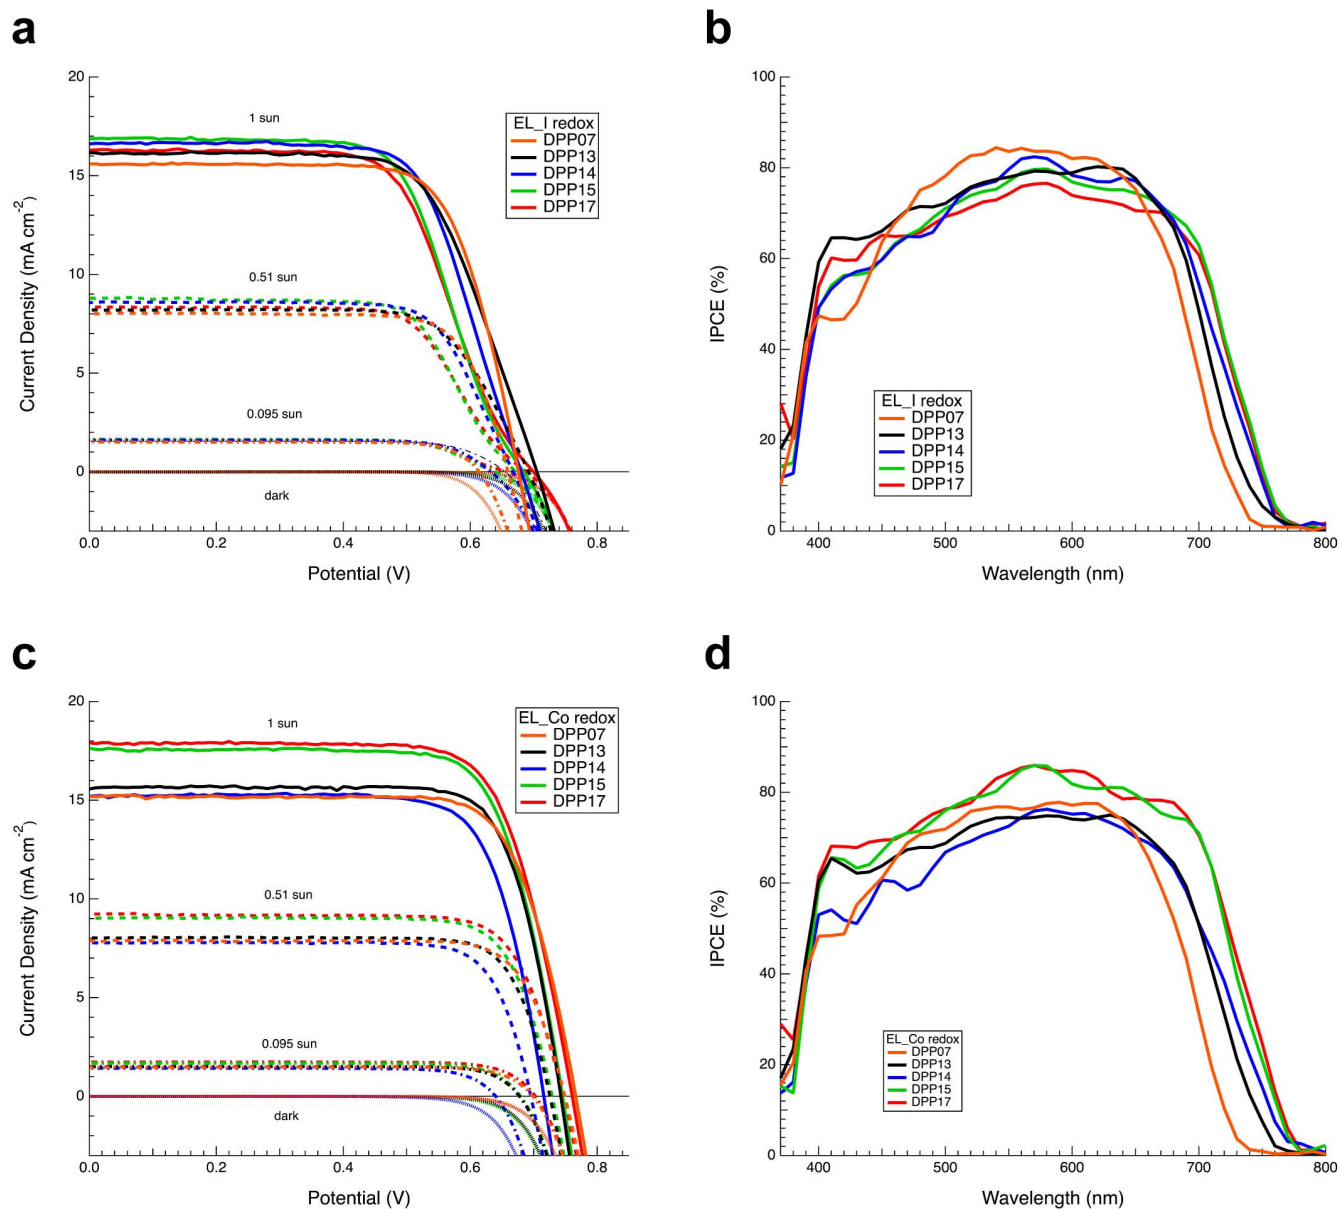 a
20
15
10
5
0
0.0
0.2
0.4
0.6
0.8
Current Density (mA cm⁻²)
Potential (V)
1 sun
0.51 sun
0.095 sun
dark
EL_I redox
DPP07
DPP13
DPP14
DPP15
DPP17
b
100
80
60
40
20
0
400
500
600
700
800
IPCE (%)
Wavelength (nm)
EL_I redox
DPP07
DPP13
DPP14
DPP15
DPP17
c
20
15
10
5
0
0.0
0.2
0.4
0.6
0.8
Current Density (mA cm⁻²)
Potential (V)
1 sun
0.51 sun
0.095 sun
dark
EL_Co redox
DPP07
DPP13
DPP14
DPP15
DPP17
d
100
80
60
40
20
0
400
500
600
700
800
IPCE (%)
Wavelength (nm)
EL_Co redox
DPP07
DPP13
DPP14
DPP15
DPP17